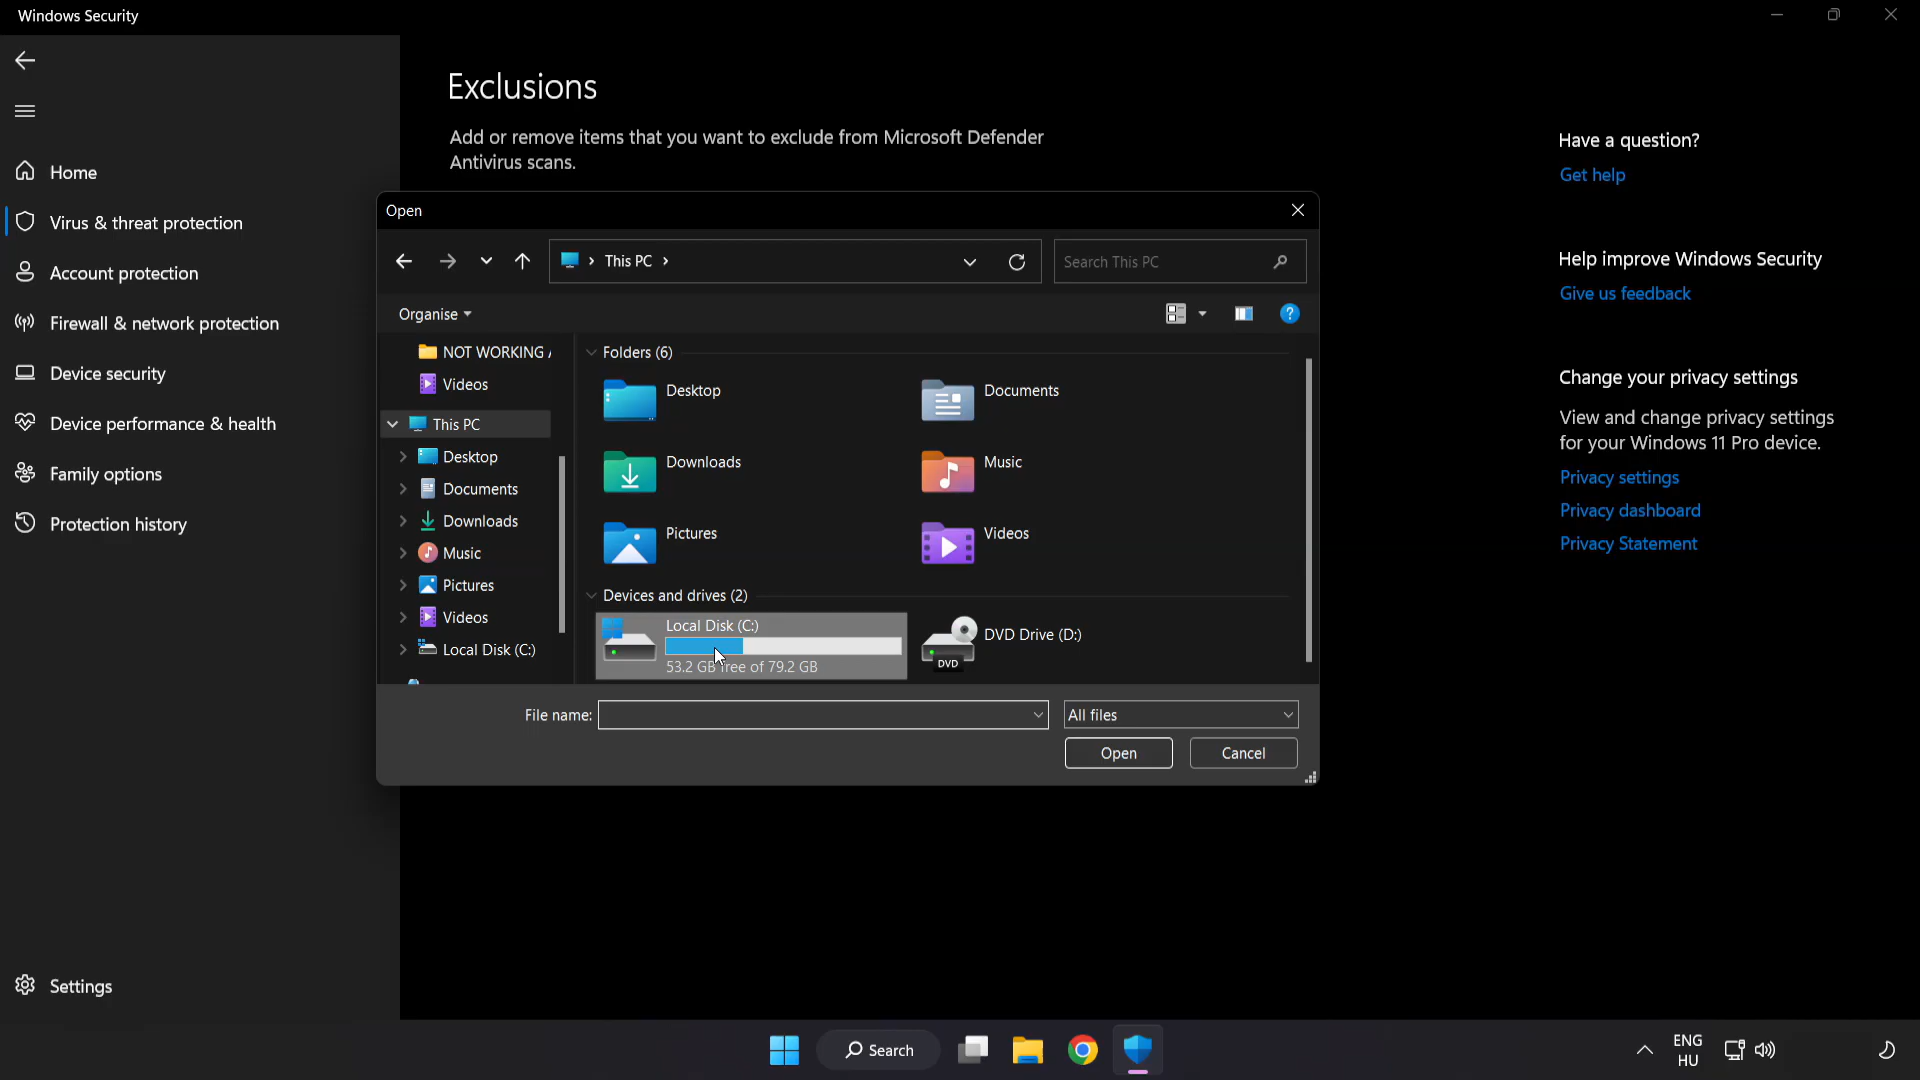 Windows Security
Home
Virus & threat protection
Account protection
Firewall & network protection
Device security
Device performance & health
Family options
Protection history
Settings
Exclusions
Add or remove items that you want to exclude from Microsoft Defender
Antivirus scans.
Open
This PC
Search This PC
Organise
NOT WORKING
Videos
This PC
Desktop
Documents
Downloads
Music
Pictures
Videos
Local Disk (C:)
Folders (6)
Desktop
Documents
Downloads
Music
Pictures
Videos
Devices and drives (2)
Local Disk (C:)
53.2 GB free of 79.2 GB
DVD
DVD Drive (D:)
File name:
All files
Open
Cancel
Have a question?
Get help
Help improve Windows Security
Give us feedback
Change your privacy settings
View and change privacy settings
for your Windows 11 Pro device.
Privacy settings
Privacy dashboard
Privacy Statement
Search
ENG
HU